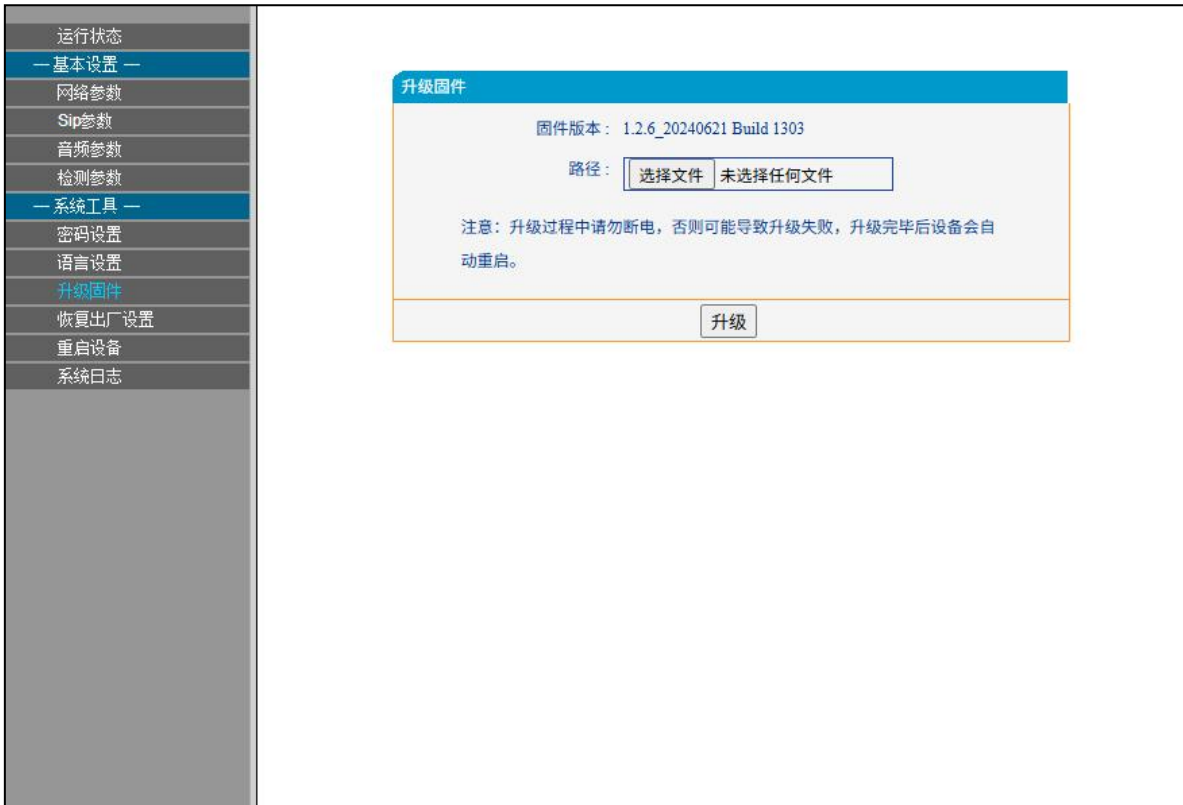 运行状态
一 基本设置 一
网络参数
Sip参数
音频参数
检测参数
一 系统工具 一
密码设置
语言设置
升级固件
恢复出厂设置
重启设备
系统日志
升级固件
固件版本: 1.2.6_20240621 Build 1303
路径: 选择文件 未选择任何文件
注意：升级过程中请勿断电，否则可能导致升级失败，升级完毕后设备会自
动重启。
升级